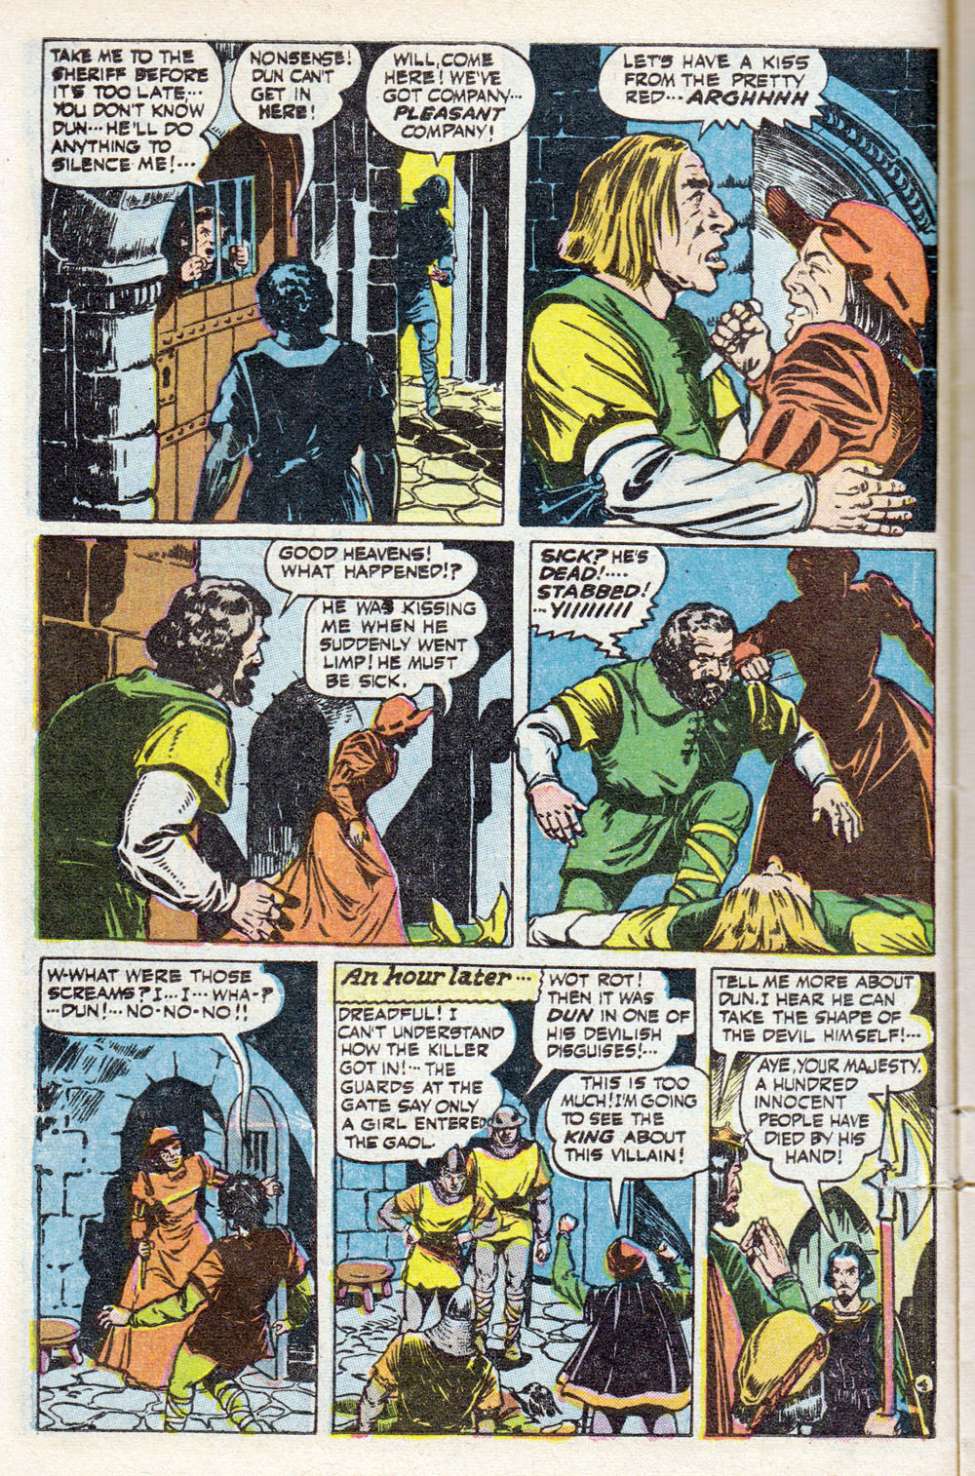 TAKE ME TO THE
SHERIFF BEFORE
IT'S TOO LATE...
YOU DON'T KNOW
DUN... HE'LL DO
ANYTHING TO
SILENCE ME!...
NONSENSE!
DUN CAN'T
GET IN
HERE!
WILL, COME
HERE! WE'VE
GOT COMPANY...
PLEASANT
COMPANY!
LET'S HAVE A KISS
FROM THE PRETTY
RED... ARGHHHH
GOOD HEAVENS!
WHAT HAPPENED!?
HE WAS KISSING
ME WHEN HE
SUDDENLY WENT
LIMP! HE MUST
BE SICK.
SICK? HE'S
DEAD!....
STABBED!
..YIIIIIIII
W-WHAT WERE THOSE
SCREAMS? I... I... WHA-?
...DUN!... NO-NO-NO!!
An hour later...
DREADFUL! I
CAN'T UNDERSTAND
HOW THE KILLER
GOT IN!... THE
GUARDS AT THE
GATE SAY ONLY
A GIRL ENTERED
THE GAOL.
WOT ROT!
THEN IT WAS
DUN IN ONE OF
HIS DEVILISH
DISGUISES!...
THIS IS TOO
MUCH! I'M GOING
TO SEE THE
KING ABOUT
THIS VILLAIN!
TELL ME MORE ABOUT
DUN. I HEAR HE CAN
TAKE THE SHAPE OF
THE DEVIL HIMSELF!...
AYE, YOUR MAJESTY.
A HUNDRED
INNOCENT
PEOPLE HAVE
DIED BY HIS
HAND!
4